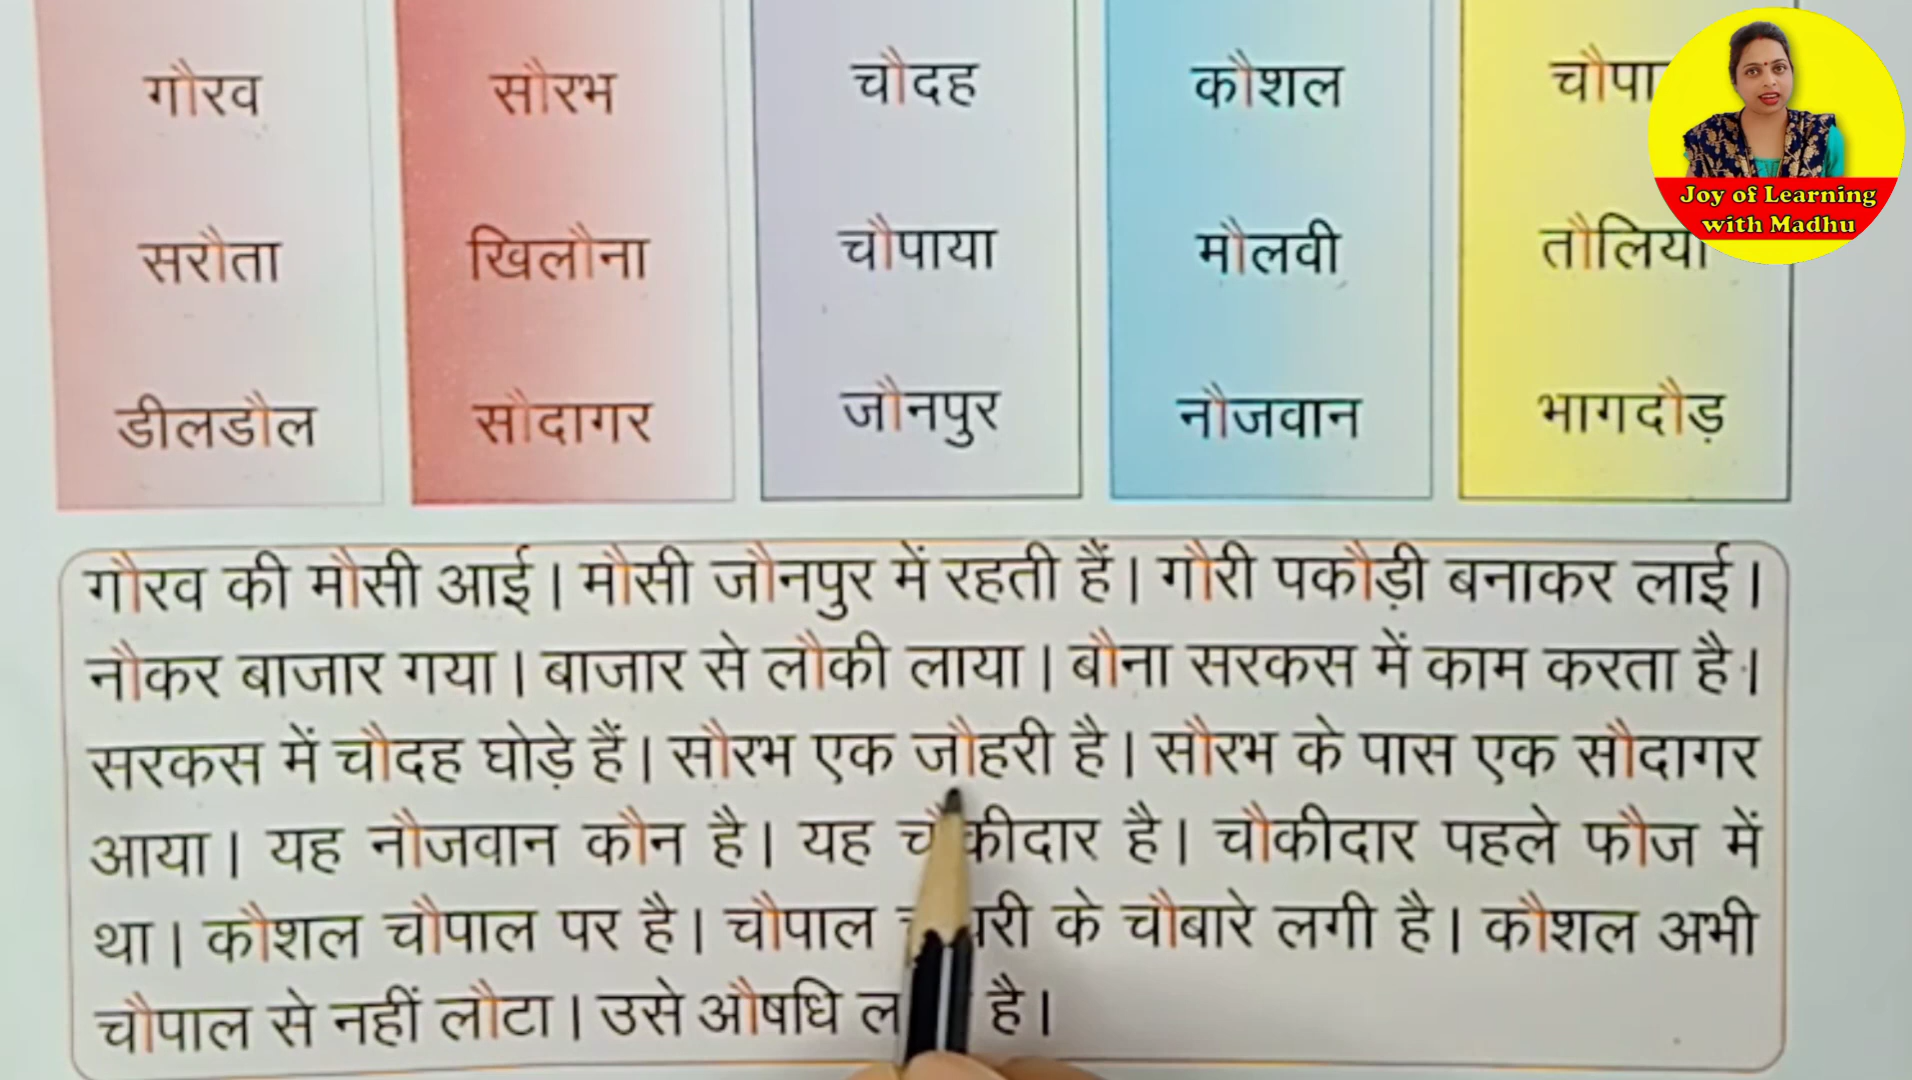 गौरव सौरभ चौदह कौशल
सरौता खिलौना चौपाया मौलवी तौलिया
डीलडौल सौदागर जौनपुर नौजवान भागदौड़
Joy of Learning
with Madhu
गौरव की मौसी आई। मौसी जौनपुर में रहती हैं। गौरी पकौड़ी बनाकर लाई।
नौकर बाजार गया। बाजार से लौकी लाया। बौना सरकस में काम करता है।
सरकस में चौदह घोड़े हैं। सौरभ एक जौहरी है। सौरभ के पास एक सौदागर
आया। यह नौजवान कौन है। यह चौकीदार है। चौकीदार पहले फौज में
था। कौशल चौपाल पर है। चौपाल के चौबारे लगी है। कौशल अभी
चौपाल से नहीं लौटा। उसे औषधि है।